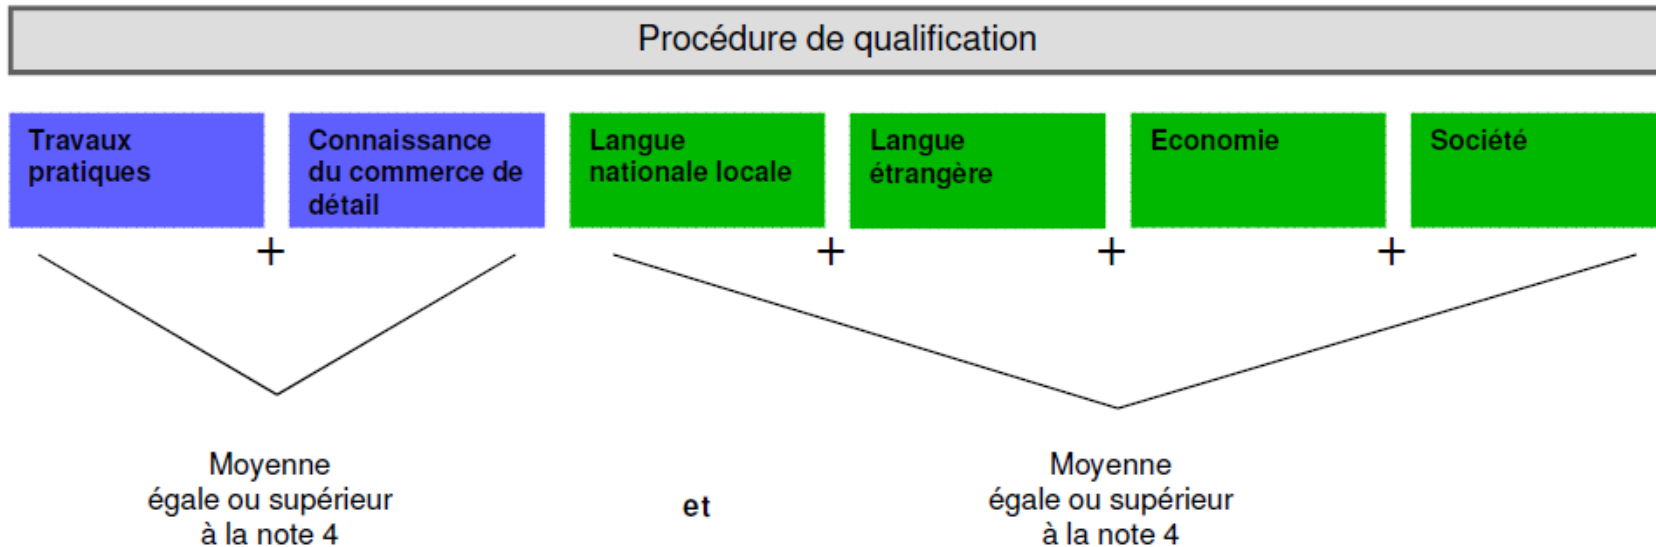 Procédure de qualification
Travaux
pratiques
Connaissance
du commerce de
détail
Langue
nationale locale
Langue
étrangère
Economie
Société
+
+
+
+
Moyenne
égale ou supérieur
à la note 4
et
Moyenne
égale ou supérieur
à la note 4